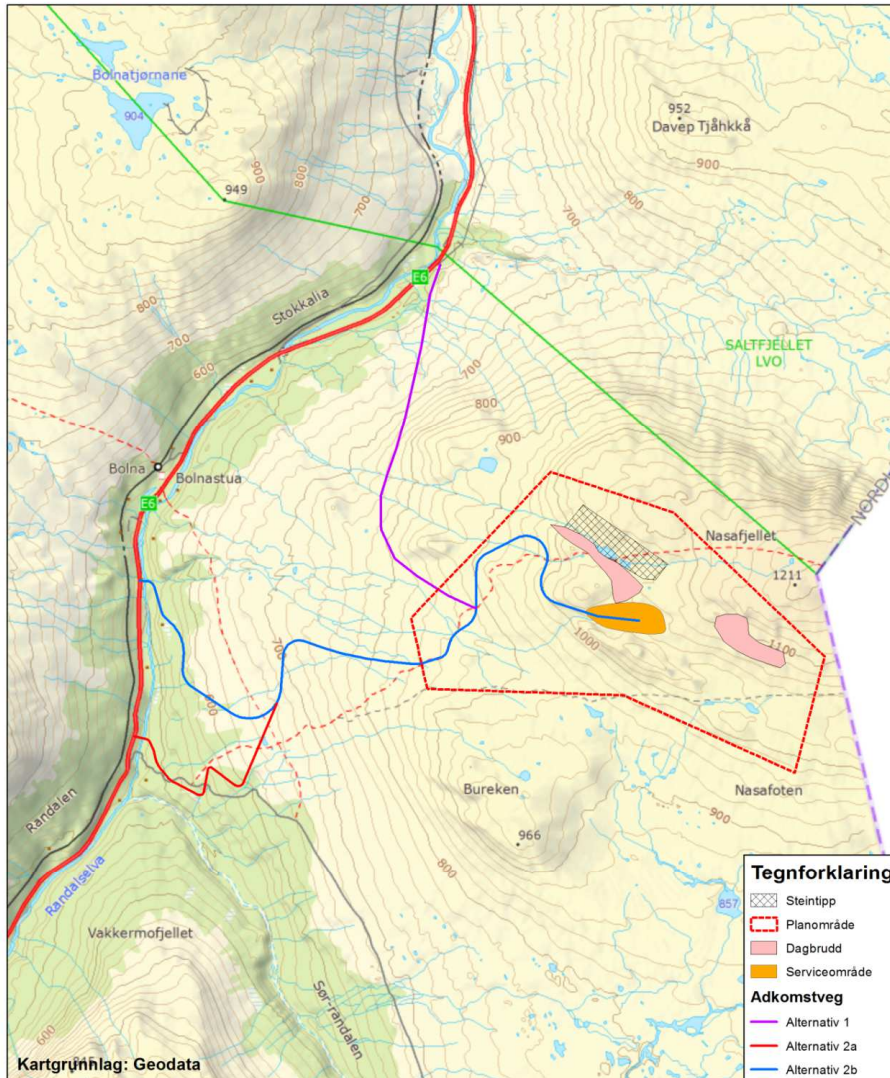 Bolnatjørnane
904
952
Davep Tjåhkkå
900
900
800
800
949
700
700
E6
Stokkalia
SALTFJELLET
LVO
800
700
700
600
800
900
Bolna
Bolnastua
E6
NORDL
Nasafjellet
1211
1000
1100
700
600
Bureken
Nasafoten
966
900
800
Randalen
Randalselva
857
Vakkermofjellet
Sør-randalen
600
Tegnforklaring
Steintipp
Planområde
Dagbrudd
Serviceområde
Adkomstveg
Alternativ 1
Alternativ 2a
Alternativ 2b
Kartgrunnlag: Geodata